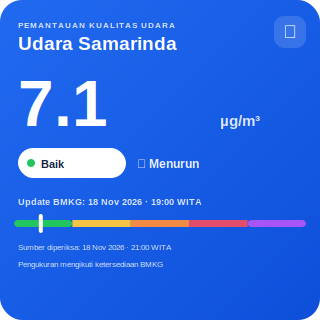 PEMANTAUAN KUALITAS UDARA
Udara Samarinda
7.1
µg/m³
Baik
Menurun
Update BMKG: 18 Nov 2026 · 19:00 WITA
Sumber diperiksa: 18 Nov 2026 · 21:00 WITA
Pengukuran mengikuti ketersediaan BMKG